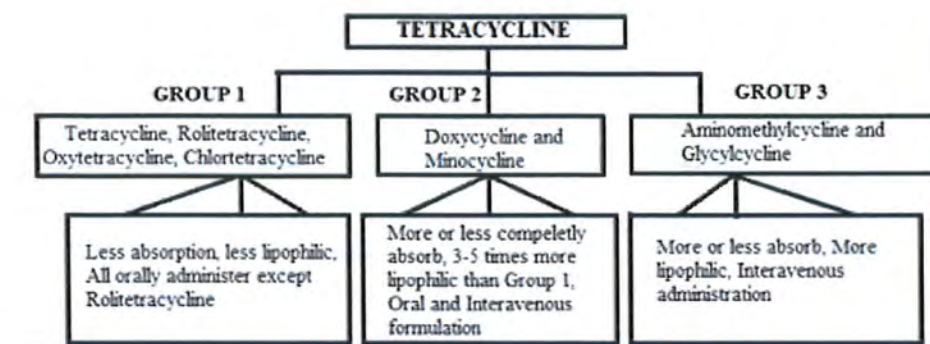 TETRACYCLINE
GROUP 1
Tetracycline, Rolitetracycline,
Oxytetracycline, Chlortetracycline
Less absorption, less lipophilic,
All orally administer except
Rolitetracycline
GROUP 2
Doxycycline and
Minocycline
More or less compeletly
absorb, 3-5 times more
lipophilic than Group 1,
Oral and Interavenous
formulation
GROUP 3
Aminomethylcycline and
Glycylcycline
More or less absorb, More
lipophilic, Interavenous
administration